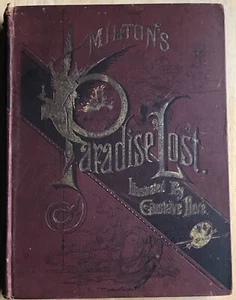 MILTON'S
Paradise Lost.
Illustrated By
Gustave Doré.